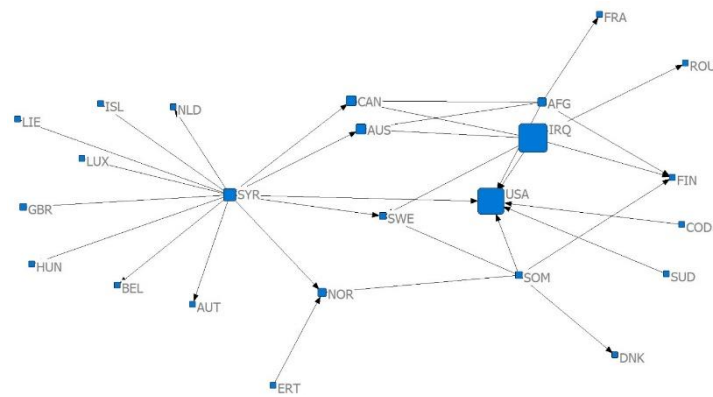 FRA
ROU
CAN
AFG
ISL
NLD
LIE
AUS
IRQ
LUX
FIN
SYR
USA
GBR
SWE
COD
HUN
SOM
SUD
BEL
NOR
AUT
DNK
ERT